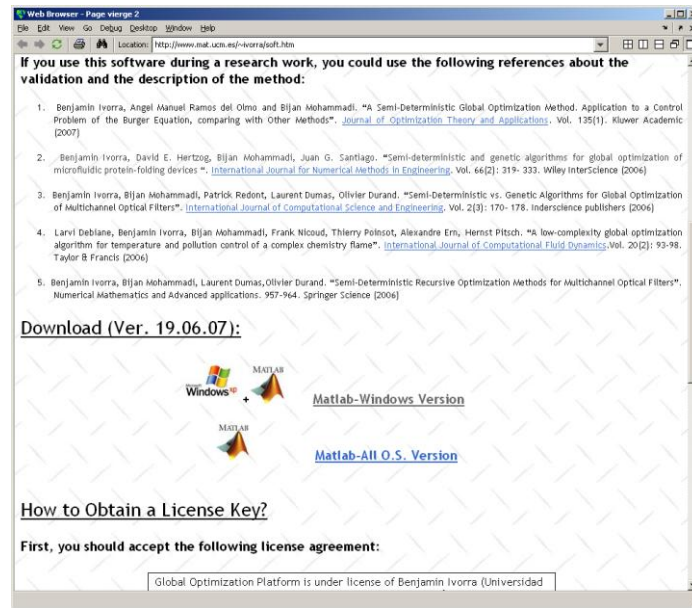 Web Browser - Page vierge 2
File Edit View Go Debug Desktop Window Help
Location: http://www.mat.ucm.es/~ivorra/soft.htm
If you use this software during a research work, you could use the following references about the
validation and the description of the method:
1. Benjamin Ivorra, Angel Manuel Ramos del Olmo and Bijan Mohammadi. "A Semi-Deterministic Global Optimization Method. Application to a Control
Problem of the Burger Equation, comparing with Other Methods". Journal of Optimization Theory and Applications. Vol. 135(1). Kluwer Academic
(2007)
2. Benjamin Ivorra, David E. Hertzog, Bijan Mohammadi, Juan G. Santiago. "Semi-deterministic and genetic algorithms for global optimization of
microfluidic protein-folding devices ". International Journal for Numerical Methods in Engineering. Vol. 66(2): 319- 333. Wiley InterScience (2006)
3. Benjamin Ivorra, Bijan Mohammadi, Patrick Redont, Laurent Dumas, Olivier Durand. "Semi-Deterministic vs. Genetic Algorithms for Global Optimization
of Multichannel Optical Filters". International Journal of Computational Science and Engineering. Vol. 2(3): 170- 178. Inderscience publishers (2006)
4. Larvi Debiane, Benjamin Ivorra, Bijan Mohammadi, Frank Nicoud, Thierry Poinsot, Alexandre Ern, Hernst Pitsch. "A low-complexity global optimization
algorithm for temperature and pollution control of a complex chemistry flame". International Journal of Computational Fluid Dynamics.Vol. 20(2): 93-98.
Taylor & Francis (2006)
5. Benjamin Ivorra, Bijan Mohammadi, Laurent Dumas,Olivier Durand. "Semi-Deterministic Recursive Optimization Methods for Multichannel Optical Filters".
Numerical Mathematics and Advanced applications. 957-964. Springer Science (2006)
Download (Ver. 19.06.07):
Microsoft Windows xp + MATLAB Matlab-Windows Version
MATLAB Matlab-All O.S. Version
How to Obtain a License Key?
First, you should accept the following license agreement:
Global Optimization Platform is under license of Benjamin Ivorra (Universidad